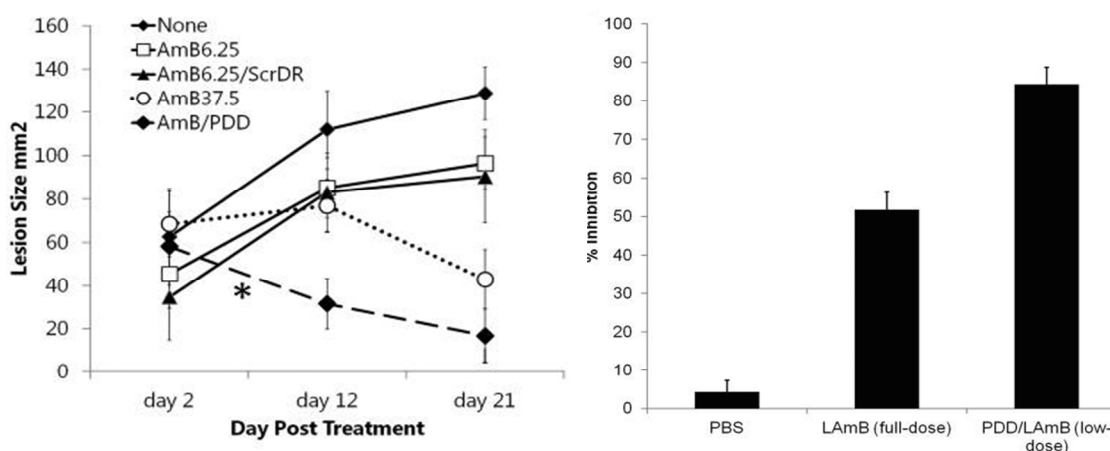 160
140
120
100
80
60
40
20
0
Lesion Size mm2
None
AmB6.25
AmB6.25/ScrDR
AmB37.5
AmB/PDD
*
day 2 day 12 day 21
Day Post Treatment
100
90
80
70
60
50
40
30
20
10
0
% Inhibition
PBS LAmB (full-dose) PDD/LAmB (low-
dose)